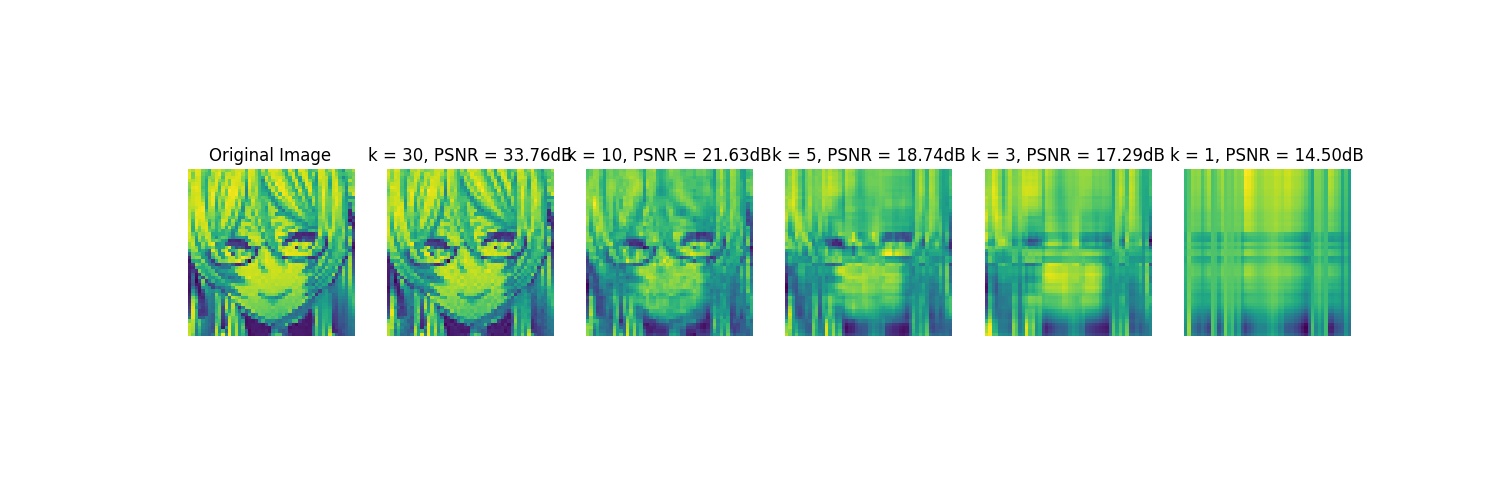 Original Image
k = 30, PSNR = 33.76dB
k = 10, PSNR = 21.63dB
k = 5, PSNR = 18.74dB
k = 3, PSNR = 17.29dB
k = 1, PSNR = 14.50dB